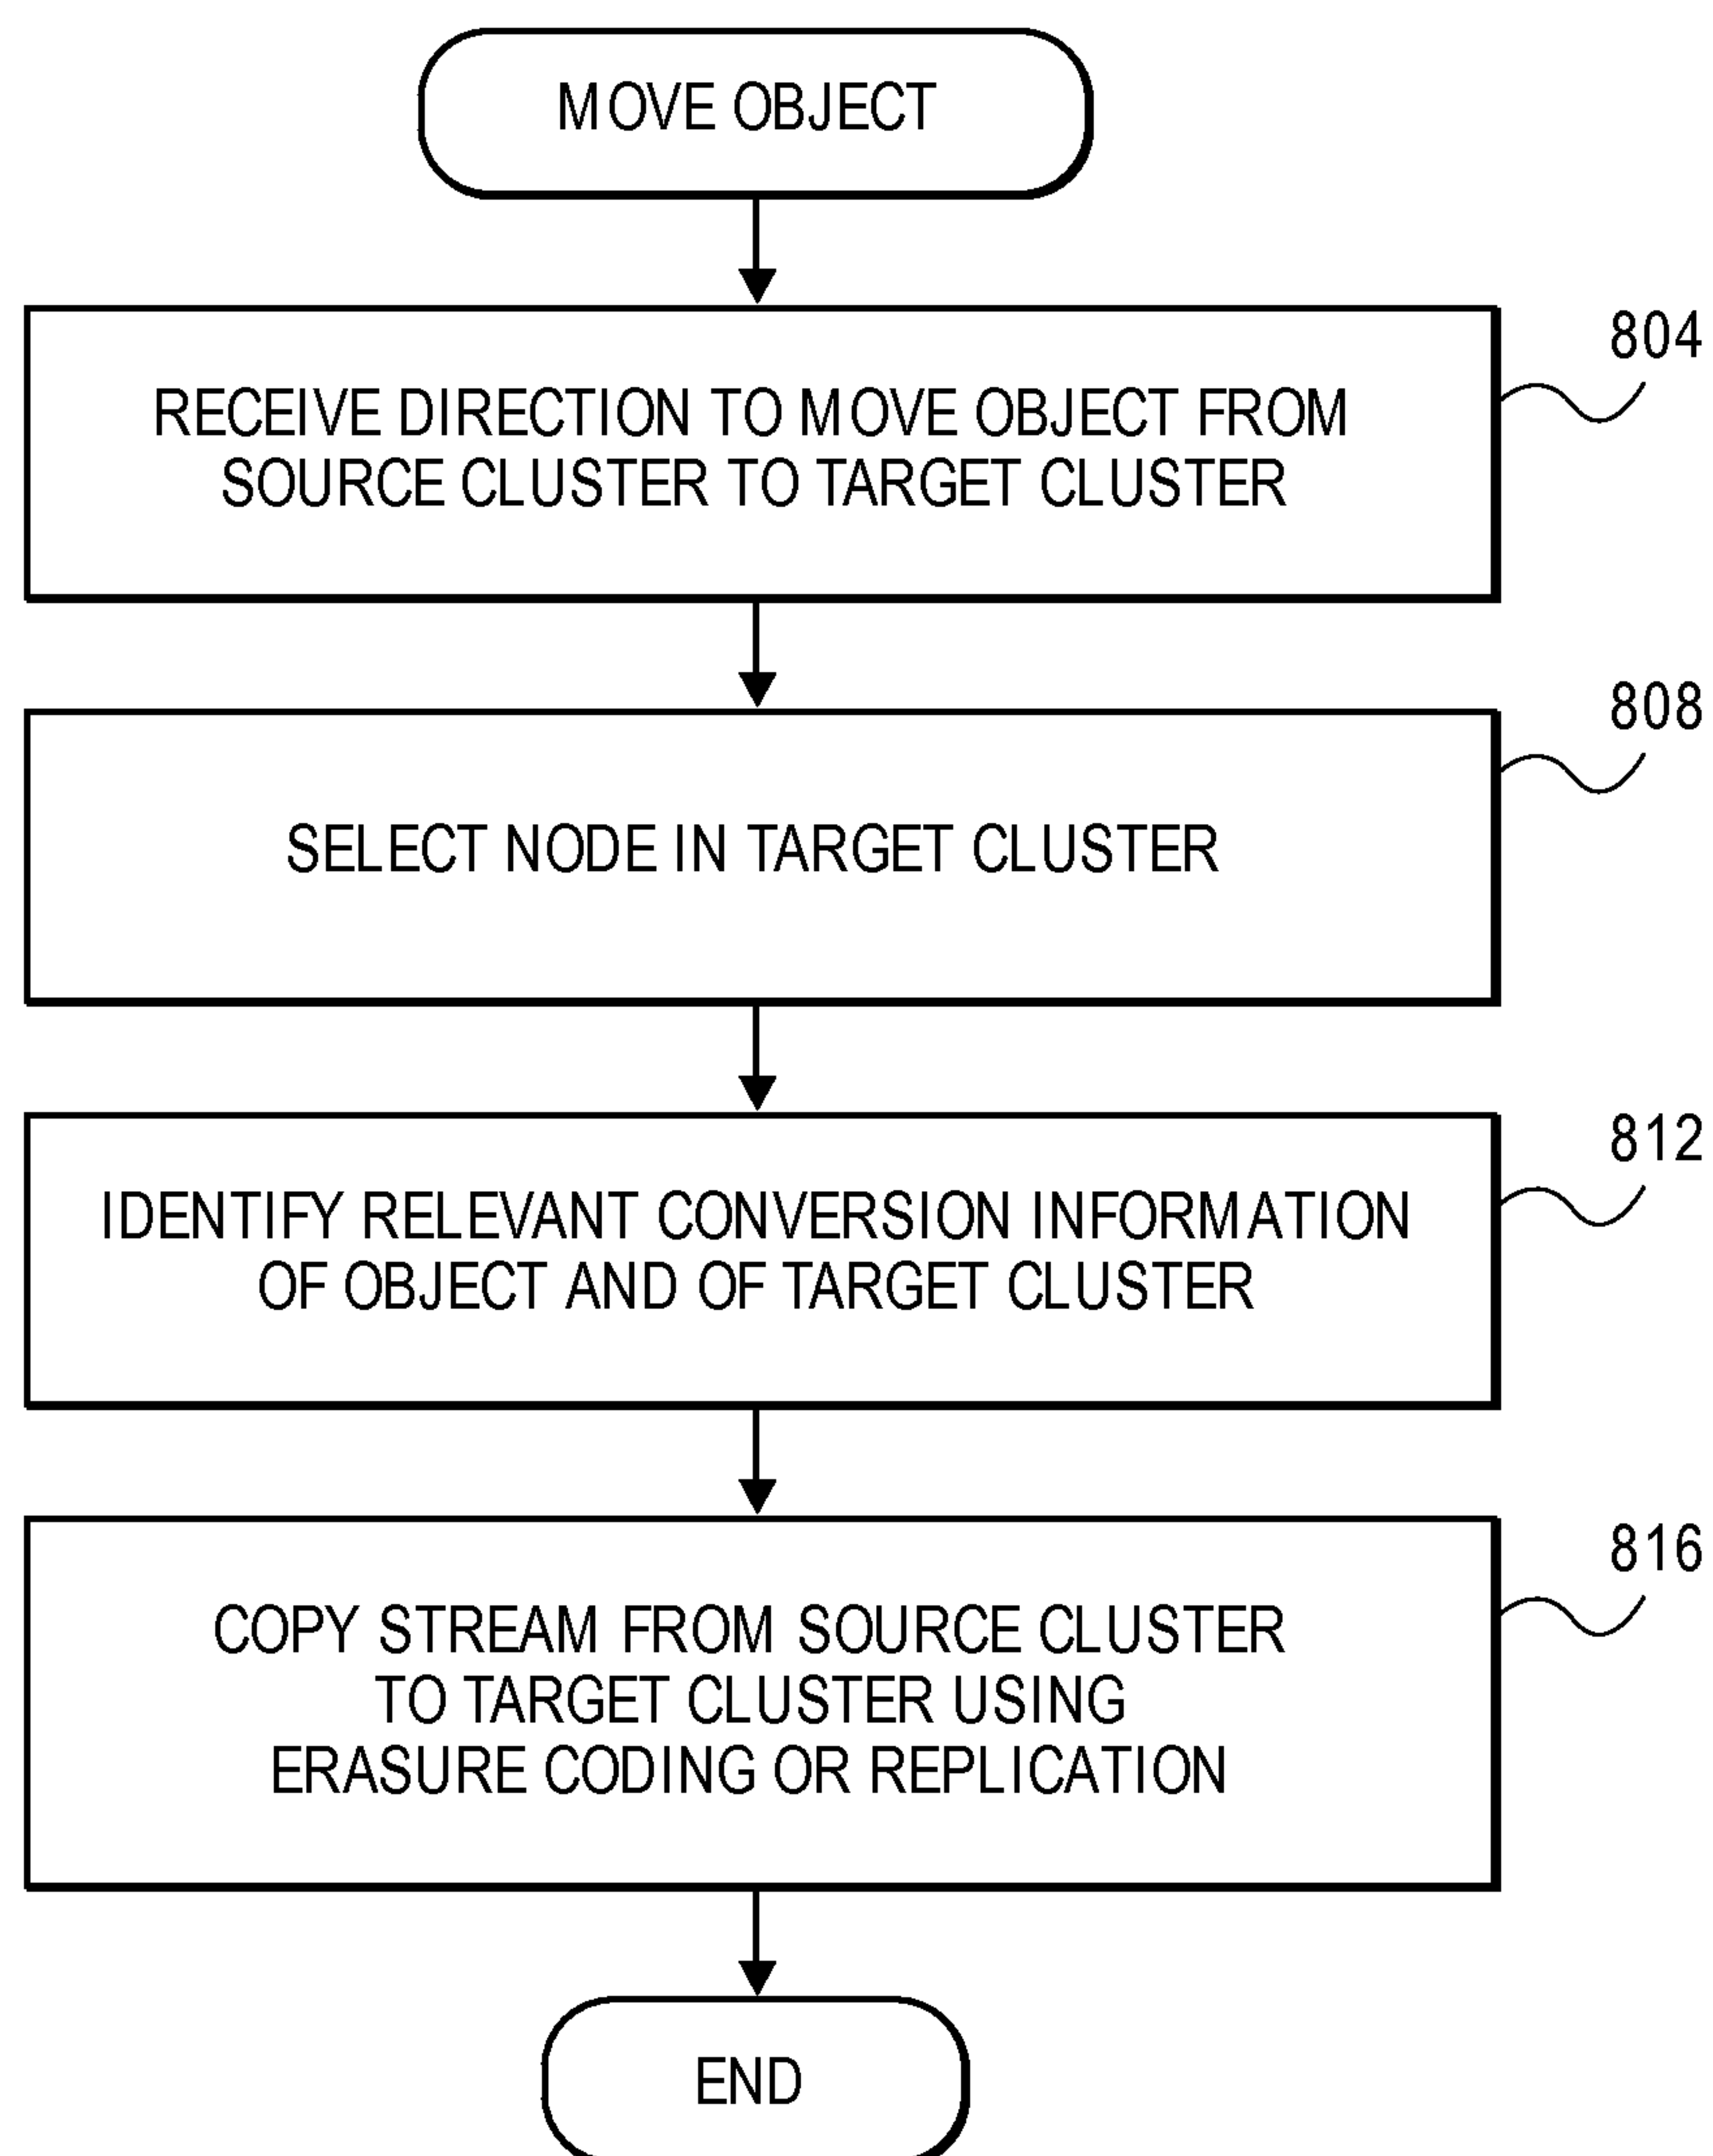 MOVE OBJECT
804
RECEIVE DIRECTION TO MOVE OBJECT FROM
SOURCE CLUSTER TO TARGET CLUSTER
808
SELECT NODE IN TARGET CLUSTER
812
IDENTIFY RELEVANT CONVERSION INFORMATION
OF OBJECT AND OF TARGET CLUSTER
816
COPY STREAM FROM SOURCE CLUSTER
TO TARGET CLUSTER USING
ERASURE CODING OR REPLICATION
END